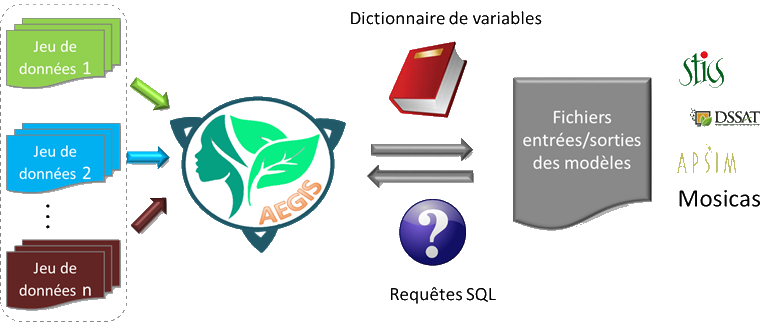 Dictionnaire de variables
Jeu de
données 1
Jeu de
données 2
Jeu de
données n
AEGIS
?
Requêtes SQL
Fichiers
entrées/sorties
des modèles
stics
DSSAT
APSIM
Mosicas